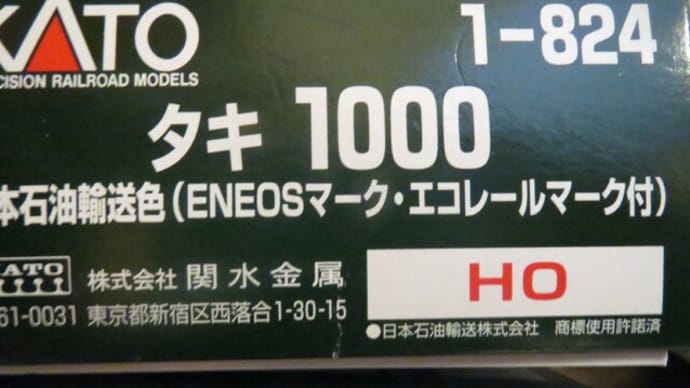 KATO 1-824
CISION RAILROAD MODELS
タキ 1000
本石油輸送色(ENEOSマーク・エコレールマーク付)
KATO 株式会社 関水金属 HO
61-0031 東京都新宿区西落合1-30-15
●日本石油輸送株式会社 商標使用許諾済